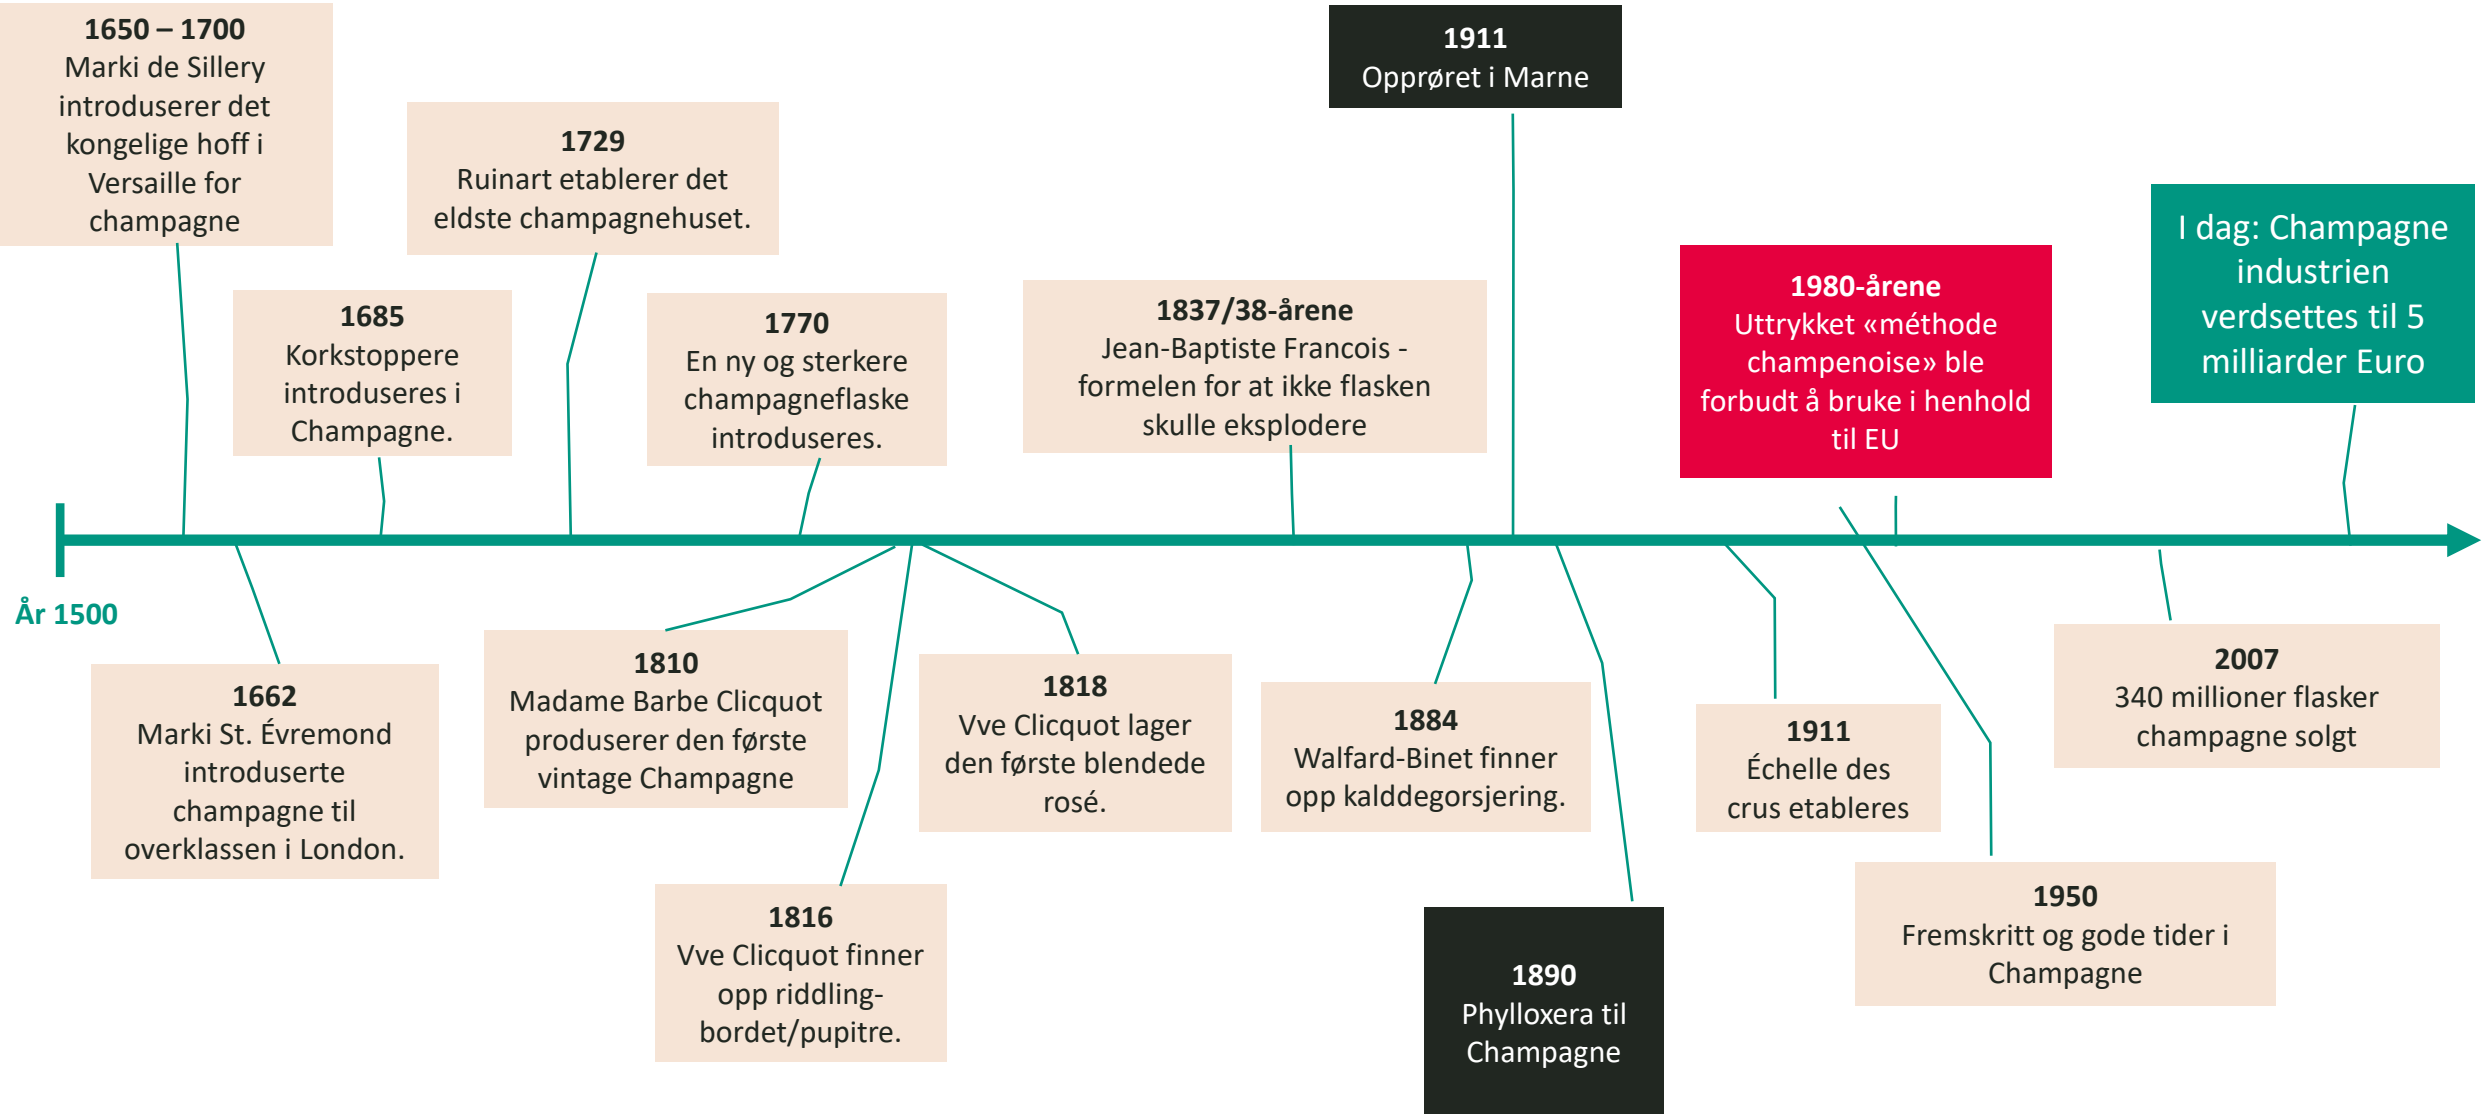 1650 – 1700
Marki de Sillery
introduserer det
kongelige hoff i
Versaille for
champagne
1685
Korkstoppere
introduseres i
Champagne.
1729
Ruinart etablerer det
eldste champagnehuset.
1770
En ny og sterkere
champagneflaske
introduseres.
1837/38-årene
Jean-Baptiste Francois -
formelen for at ikke flasken
skulle eksplodere
1911
Opprøret i Marne
1980-årene
Uttrykket «méthode
champenoise» ble
forbudt å bruke i henhold
til EU
I dag: Champagne
industrien
verdsettes til 5
milliarder Euro
År 1500
1662
Marki St. Évremond
introduserte
champagne til
overklassen i London.
1810
Madame Barbe Clicquot
produserer den første
vintage Champagne
1816
Vve Clicquot finner
opp riddling-
bordet/pupitre.
1818
Vve Clicquot lager
den første blendede
rosé.
1884
Walfard-Binet finner
opp kalddegorsjering.
1890
Phylloxera til
Champagne
1911
Échelle des
crus etableres
1950
Fremskritt og gode tider i
Champagne
2007
340 millioner flasker
champagne solgt